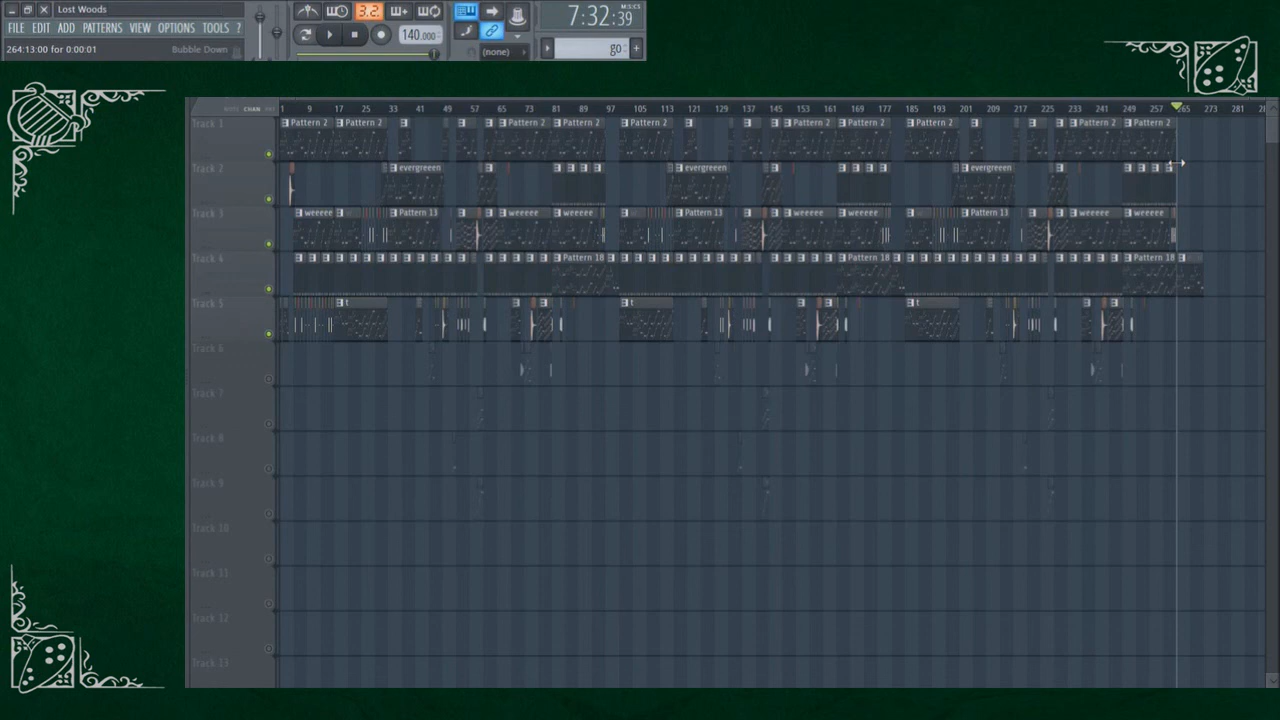 Lost Woods
FILE EDIT ADD PATTERNS VIEW OPTIONS TOOLS ?
264:13:00 for 0:00:01
Bubble Down
3.2
140.000
7:32:39
M:S:CS
(none)
go
NOTE CHAN PAT
1 9 17 25 33 41 49 57 65 73 81 89 97 105 113 121 129 137 145 153 161 169 177 185 193 201 209 217 225 233 241 249 257 265 273 281
Track 1 Pattern 2 Pattern 2 Pattern 2 Pattern 2 Pattern 2 Pattern 2 Pattern 2 Pattern 2 Pattern 2 Pattern 2
Track 2 evergreeen evergreeen evergreeen
Track 3 weeeee Pattern 13 weeeee weeeee Pattern 13 weeeee weeeee Pattern 13 weeeee weeeee
Track 4 Pattern 18 Pattern 18 Pattern 18
Track 5 t t t
Track 6
Track 7
Track 8
Track 9
Track 10
Track 11
Track 12
Track 13